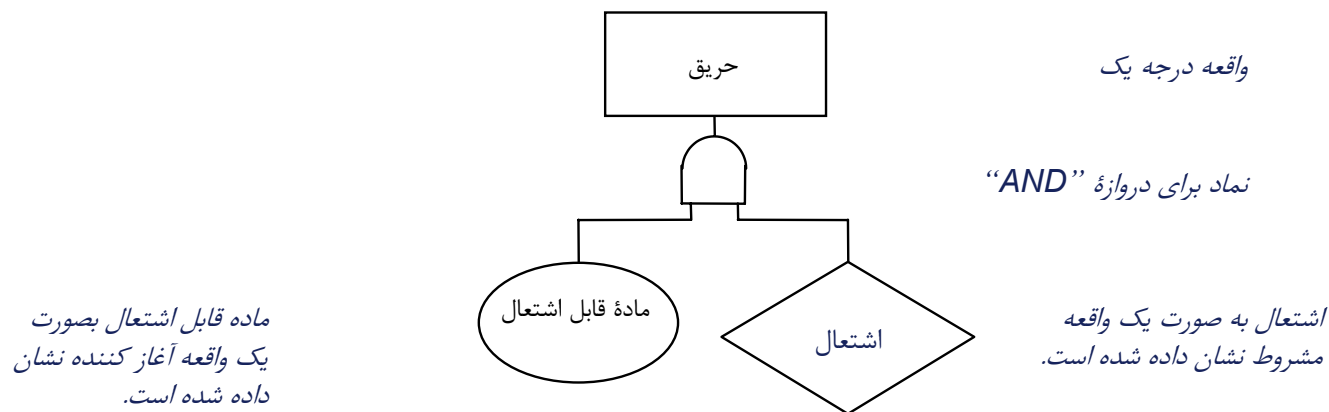 حریق
واقعه درجه یک
نماد برای دروازهٔ “AND”
مادهٔ قابل اشتعال
اشتعال
اشتعال به صورت یک واقعه
مشروط نشان داده شده است.
ماده قابل اشتعال بصورت
یک واقعه آغاز کننده نشان
داده شده است.